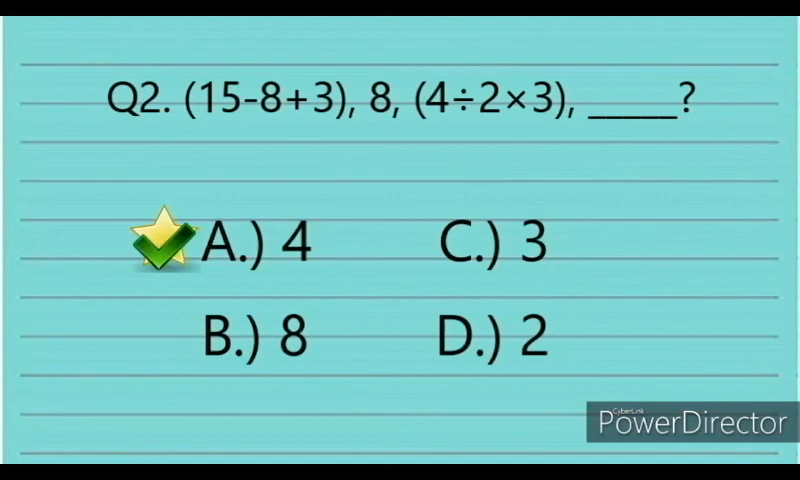 Q2. (15-8+3), 8, (4÷2×3), _____?
A.) 4 C.) 3
B.) 8 D.) 2
CyberLink
PowerDirector